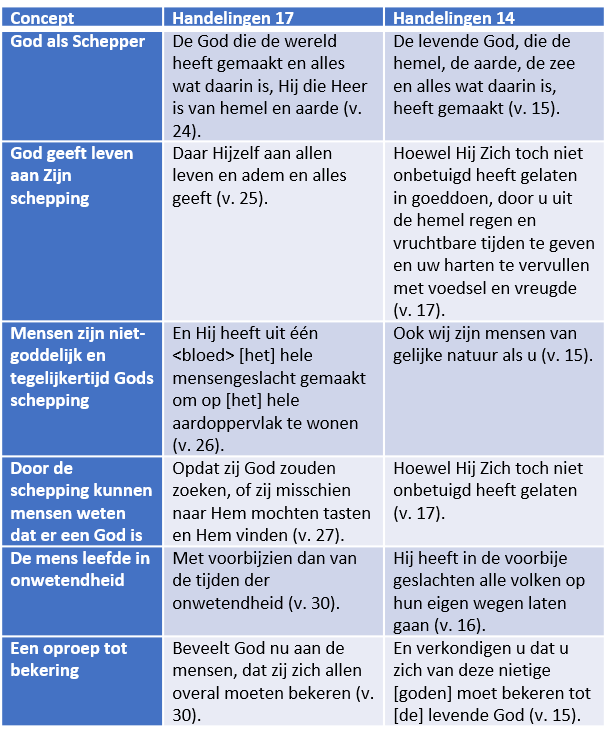 Concept Handelingen 17 Handelingen 14
God als Schepper
De God die de wereld
heeft gemaakt en alles
wat daarin is, Hij die Heer
is van hemel en aarde (v.
24).
De levende God, die de
hemel, de aarde, de zee
en alles wat daarin is,
heeft gemaakt (v. 15).
God geeft leven
aan Zijn
schepping
Daar Hijzelf aan allen
leven en adem en alles
geeft (v. 25).
Hoewel Hij Zich toch niet
onbetuigd heeft gelaten
in goeddoen, door u uit
de hemel regen en
vruchtbare tijden te geven
en uw harten te vervullen
met voedsel en vreugde
(v. 17).
Mensen zijn niet-
goddelijk en
tegelijkertijd Gods
schepping
En Hij heeft uit één
<bloed> [het] hele
mensengeslacht gemaakt
om op [het] hele
aardoppervlak te wonen
(v. 26).
Ook wij zijn mensen van
gelijke natuur als u (v. 15).
Door de
schepping kunnen
mensen weten
dat er een God is
Opdat zij God zouden
zoeken, of zij misschien
naar Hem mochten tasten
en Hem vinden (v. 27).
Hoewel Hij Zich toch niet
onbetuigd heeft gelaten
(v. 17).
De mens leefde in
onwetendheid
Met voorbijzien dan van
de tijden der
onwetendheid (v. 30).
Hij heeft in de voorbije
geslachten alle volken op
hun eigen wegen laten
gaan (v. 16).
Een oproep tot
bekering
Beveelt God nu aan de
mensen, dat zij zich allen
overal moeten bekeren (v.
30).
En verkondigen u dat u
zich van deze nietige
[goden] moet bekeren tot
[de] levende God (v. 15).